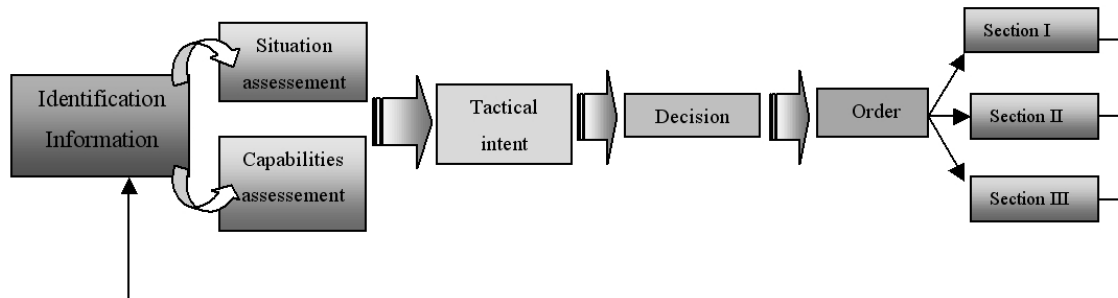 Identification
Information
Situation
assessement
Capabilities
assessement
Tactical
intent
Decision
Order
Section I
Section II
Section III